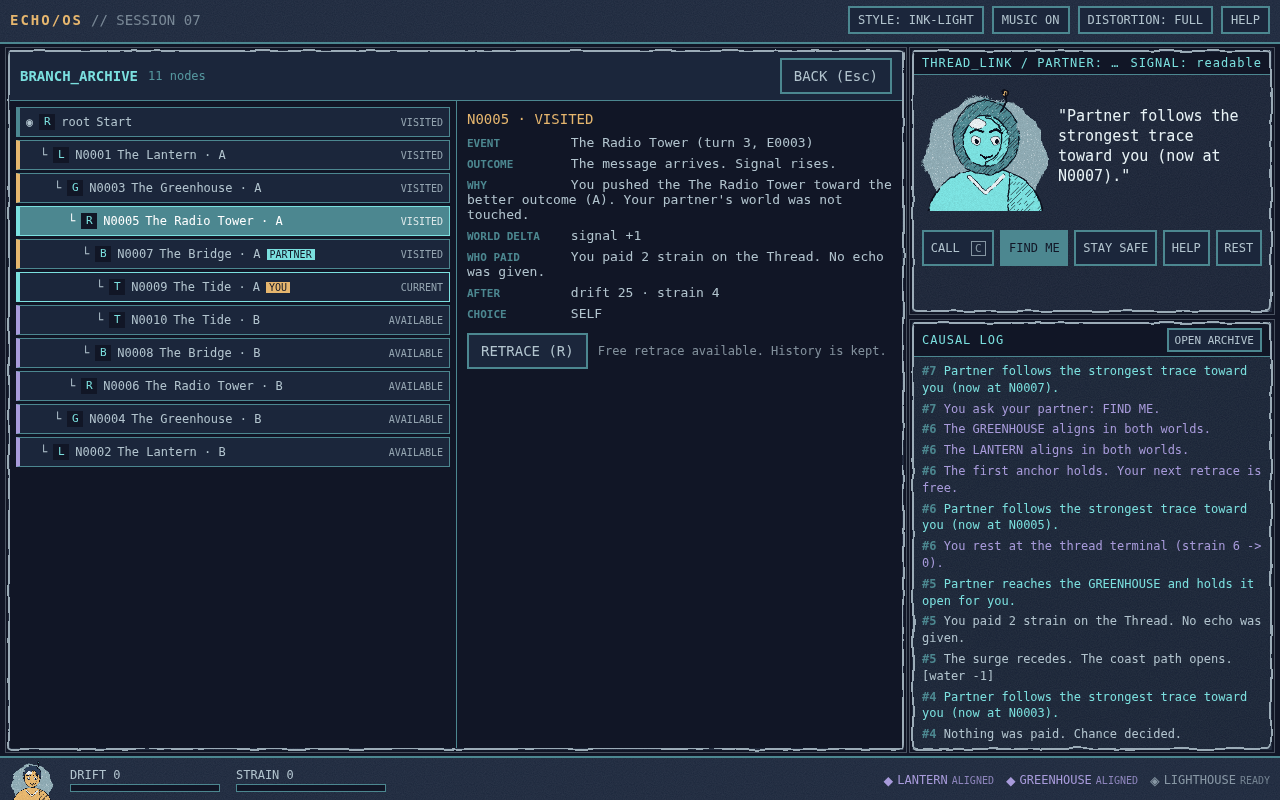 ECHO/OS // SESSION 07
STYLE: INK-LIGHT
MUSIC ON
DISTORTION: FULL
HELP
BRANCH_ARCHIVE 11 nodes
BACK (Esc)
◉ R root Start VISITED
└ L N0001 The Lantern · A VISITED
└ G N0003 The Greenhouse · A VISITED
└ R N0005 The Radio Tower · A VISITED
└ B N0007 The Bridge · A PARTNER VISITED
└ T N0009 The Tide · A YOU CURRENT
└ T N0010 The Tide · B AVAILABLE
└ B N0008 The Bridge · B AVAILABLE
└ R N0006 The Radio Tower · B AVAILABLE
└ G N0004 The Greenhouse · B AVAILABLE
└ L N0002 The Lantern · B AVAILABLE
N0005 · VISITED
EVENT The Radio Tower (turn 3, E0003)
OUTCOME The message arrives. Signal rises.
WHY You pushed the The Radio Tower toward the
better outcome (A). Your partner's world was not
touched.
WORLD DELTA signal +1
WHO PAID You paid 2 strain on the Thread. No echo
was given.
AFTER drift 25 · strain 4
CHOICE SELF
RETRACE (R) Free retrace available. History is kept.
THREAD_LINK / PARTNER: … SIGNAL: readable
"Partner follows the
strongest trace
toward you (now at
N0007)."
CALL C
FIND ME
STAY SAFE
HELP
REST
CAUSAL LOG
OPEN ARCHIVE
#7 Partner follows the strongest trace toward
you (now at N0007).
#7 You ask your partner: FIND ME.
#6 The GREENHOUSE aligns in both worlds.
#6 The LANTERN aligns in both worlds.
#6 The first anchor holds. Your next retrace is
free.
#6 Partner follows the strongest trace toward
you (now at N0005).
#6 You rest at the thread terminal (strain 6 ->
0).
#5 Partner reaches the GREENHOUSE and holds it
open for you.
#5 You paid 2 strain on the Thread. No echo was
given.
#5 The surge recedes. The coast path opens.
[water -1]
#4 Partner follows the strongest trace toward
you (now at N0003).
#4 Nothing was paid. Chance decided.
DRIFT 0
STRAIN 0
◆ LANTERN ALIGNED
◆ GREENHOUSE ALIGNED
◈ LIGHTHOUSE READY